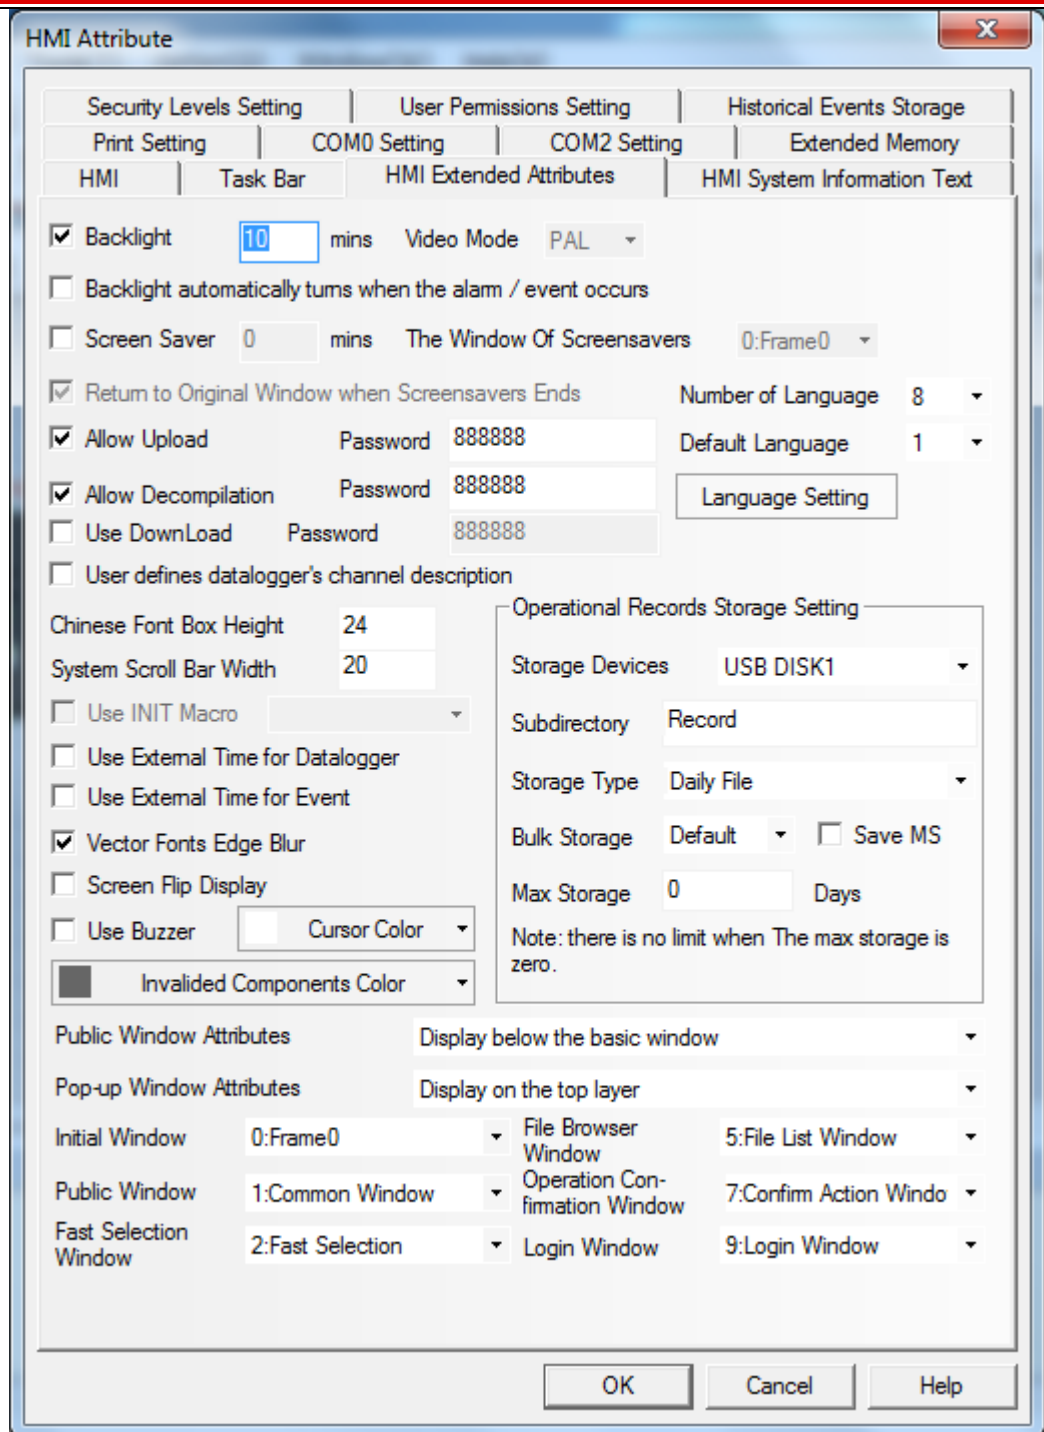 HMI Attribute
Security Levels Setting User Permissions Setting Historical Events Storage
Print Setting COM0 Setting COM2 Setting Extended Memory
HMI Task Bar HMI Extended Attributes HMI System Information Text
Backlight 10 mins Video Mode PAL
Backlight automatically turns when the alarm / event occurs
Screen Saver 0 mins The Window Of Screensavers 0:Frame0
Return to Original Window when Screensavers Ends Number of Language 8
Allow Upload Password 888888 Default Language 1
Allow Decompilation Password 888888 Language Setting
Use DownLoad Password 888888
User defines datalogger's channel description
Chinese Font Box Height 24
System Scroll Bar Width 20
Use INIT Macro
Use External Time for Datalogger
Use External Time for Event
Vector Fonts Edge Blur
Screen Flip Display
Use Buzzer Cursor Color
Invalided Components Color
Operational Records Storage Setting
Storage Devices USB DISK1
Subdirectory Record
Storage Type Daily File
Bulk Storage Default Save MS
Max Storage 0 Days
Note: there is no limit when The max storage is
zero.
Public Window Attributes Display below the basic window
Pop-up Window Attributes Display on the top layer
Initial Window 0:Frame0
File Browser
Window
5:File List Window
Public Window 1:Common Window
Operation Con-
firmation Window
7:Confirm Action Windo
Fast Selection
Window
2:Fast Selection
Login Window 9:Login Window
OK Cancel Help